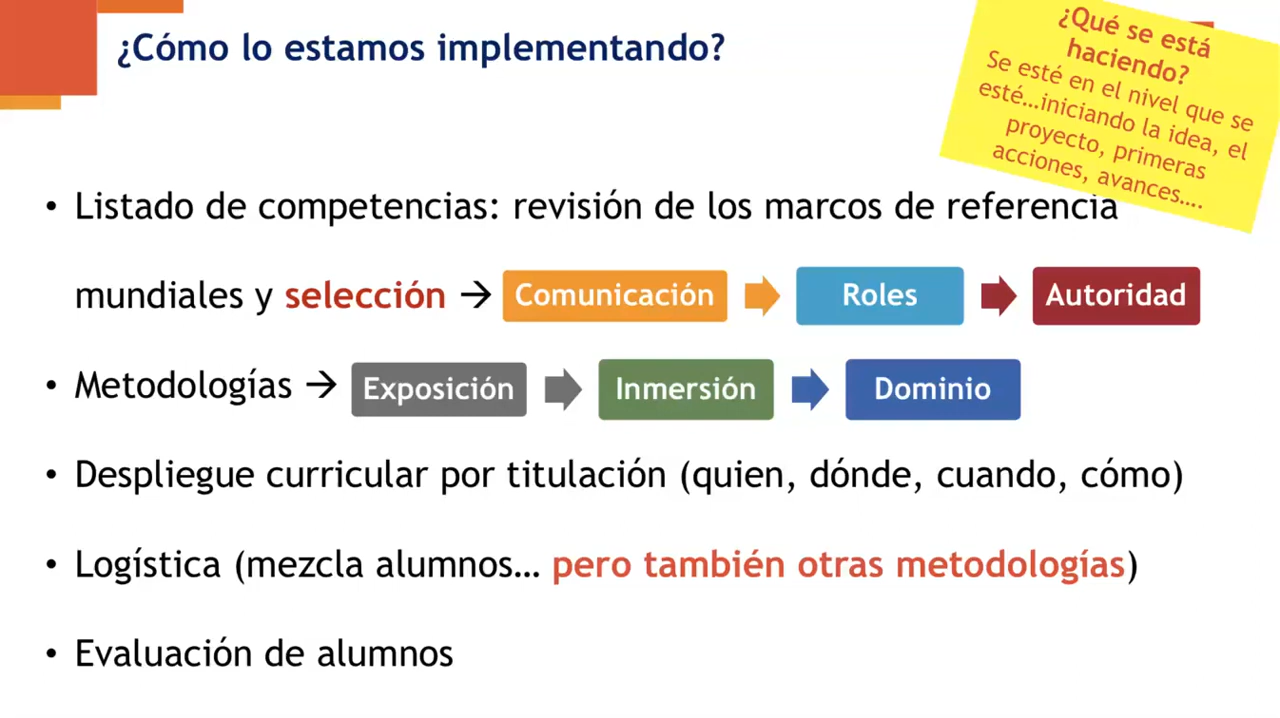 ¿Cómo lo estamos implementando?
¿Qué se está
haciendo?
Se esté en el nivel que se
esté…iniciando la idea, el
proyecto, primeras
acciones, avances….
• Listado de competencias: revisión de los marcos de referencia
mundiales y selección → Comunicación Roles Autoridad
• Metodologías → Exposición Inmersión Dominio
• Despliegue curricular por titulación (quien, dónde, cuando, cómo)
• Logística (mezcla alumnos… pero también otras metodologías)
• Evaluación de alumnos